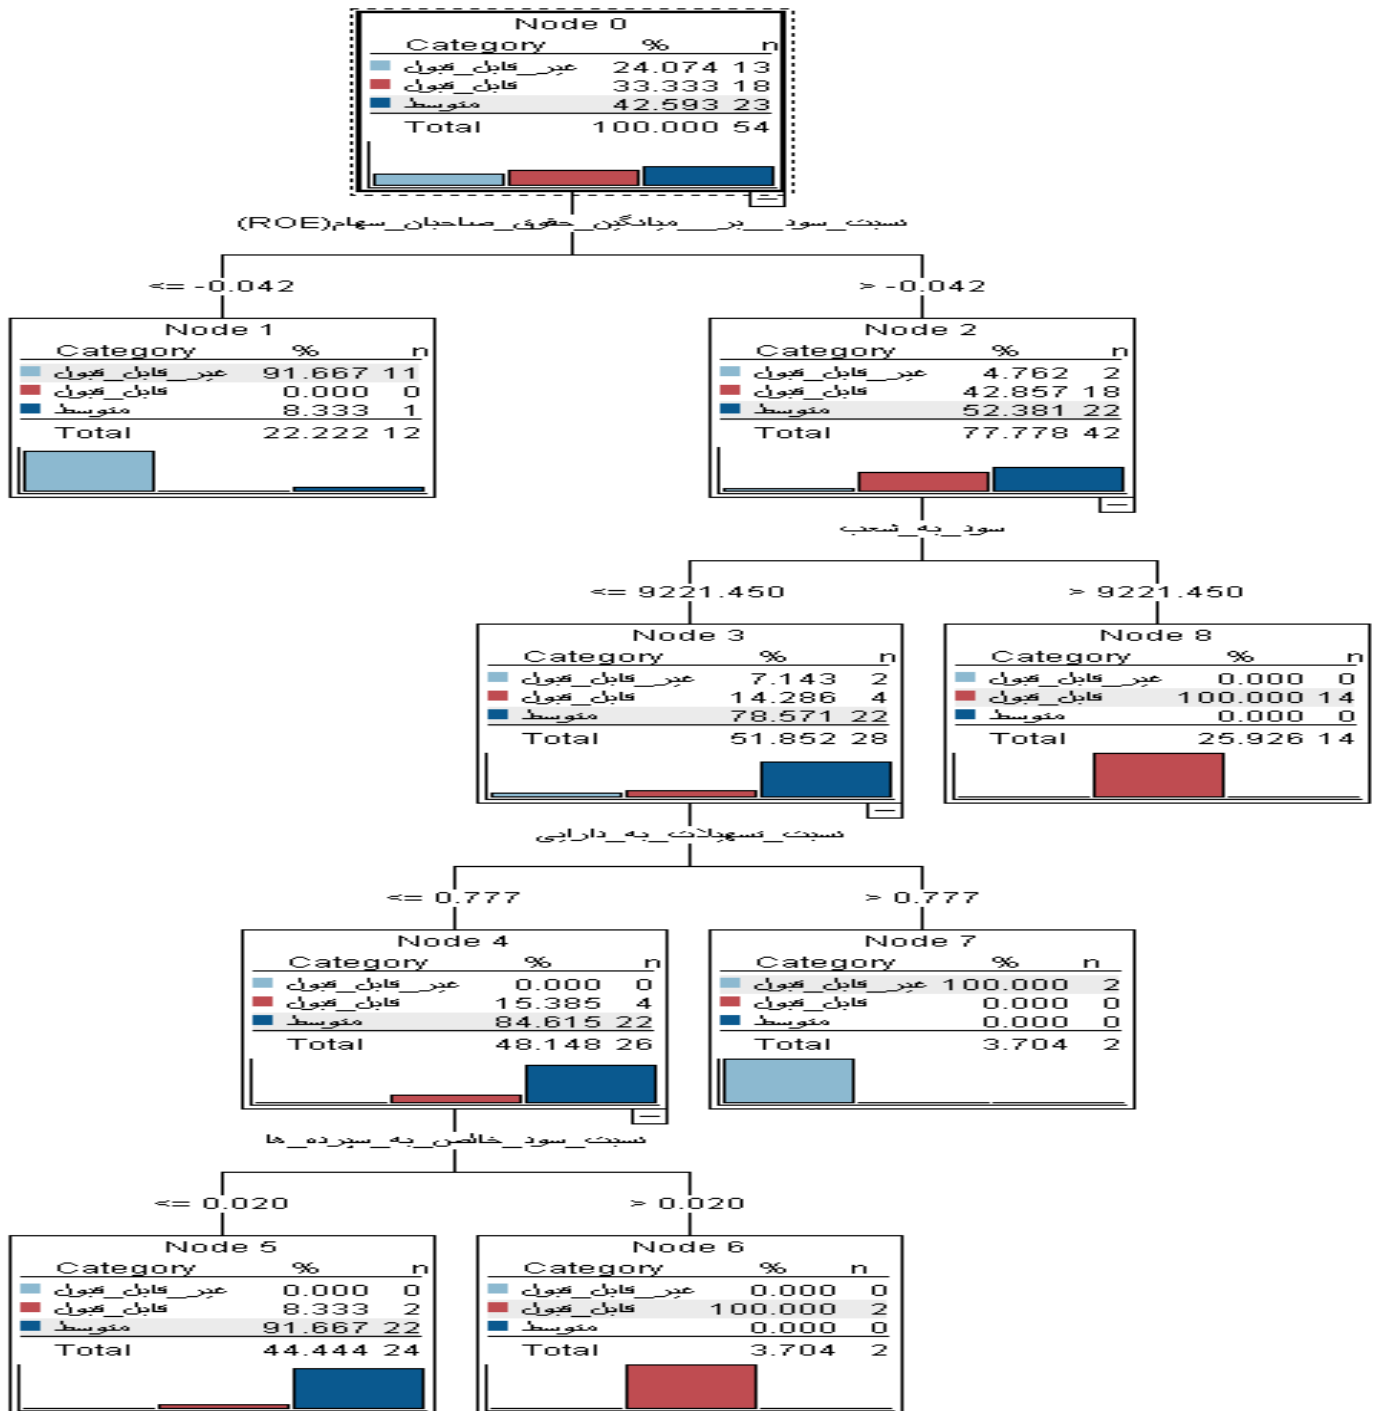 Node 0
Category % n
غیر_قابل_قبول 24.074 13
قابل_قبول 33.333 18
متوسط 42.593 23
Total 100.000 54
نسبت_سود__بر__میانگین_حقوق_صاحبان_سهام(ROE)
<= -0.042
> -0.042
Node 1
Category % n
غیر_قابل_قبول 91.667 11
قابل_قبول 0.000 0
متوسط 8.333 1
Total 22.222 12
Node 2
Category % n
غیر_قابل_قبول 4.762 2
قابل_قبول 42.857 18
متوسط 52.381 22
Total 77.778 42
سود_به_شعب
<= 9221.450
> 9221.450
Node 3
Category % n
غیر_قابل_قبول 7.143 2
قابل_قبول 14.286 4
متوسط 78.571 22
Total 51.852 28
Node 8
Category % n
غیر_قابل_قبول 0.000 0
قابل_قبول 100.000 14
متوسط 0.000 0
Total 25.926 14
نسبت_تسهیلات_به_دارایی
<= 0.777
> 0.777
Node 4
Category % n
غیر_قابل_قبول 0.000 0
قابل_قبول 15.385 4
متوسط 84.615 22
Total 48.148 26
Node 7
Category % n
غیر_قابل_قبول 100.000 2
قابل_قبول 0.000 0
متوسط 0.000 0
Total 3.704 2
نسبت_سود_خالص_به_سپرده_ها
<= 0.020
> 0.020
Node 5
Category % n
غیر_قابل_قبول 0.000 0
قابل_قبول 8.333 2
متوسط 91.667 22
Total 44.444 24
Node 6
Category % n
غیر_قابل_قبول 0.000 0
قابل_قبول 100.000 2
متوسط 0.000 0
Total 3.704 2